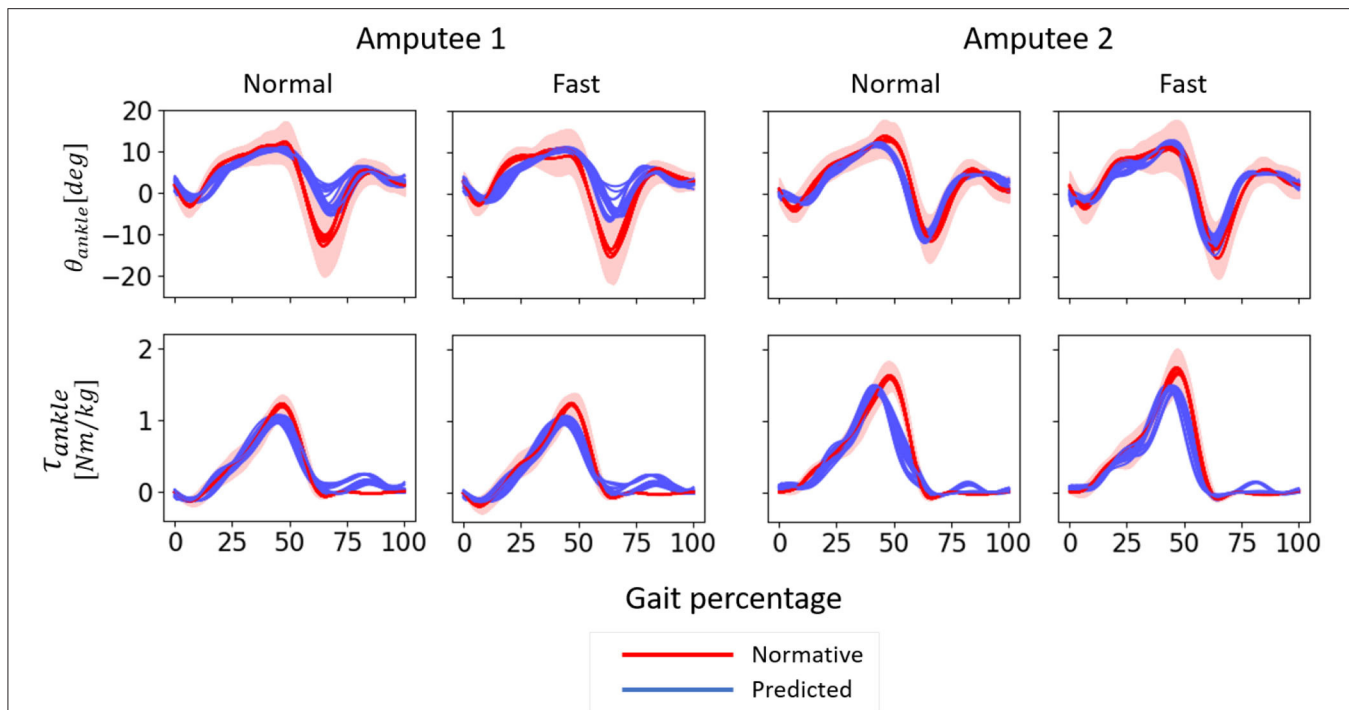 Amputee 1 Amputee 2
Normal Fast Normal Fast
20
10
0
−10
−20
θankle[deg]
2
1
0
τankle
[Nm/kg]
0 25 50 75 100 0 25 50 75 100 0 25 50 75 100 0 25 50 75 100
Gait percentage
Normative
Predicted